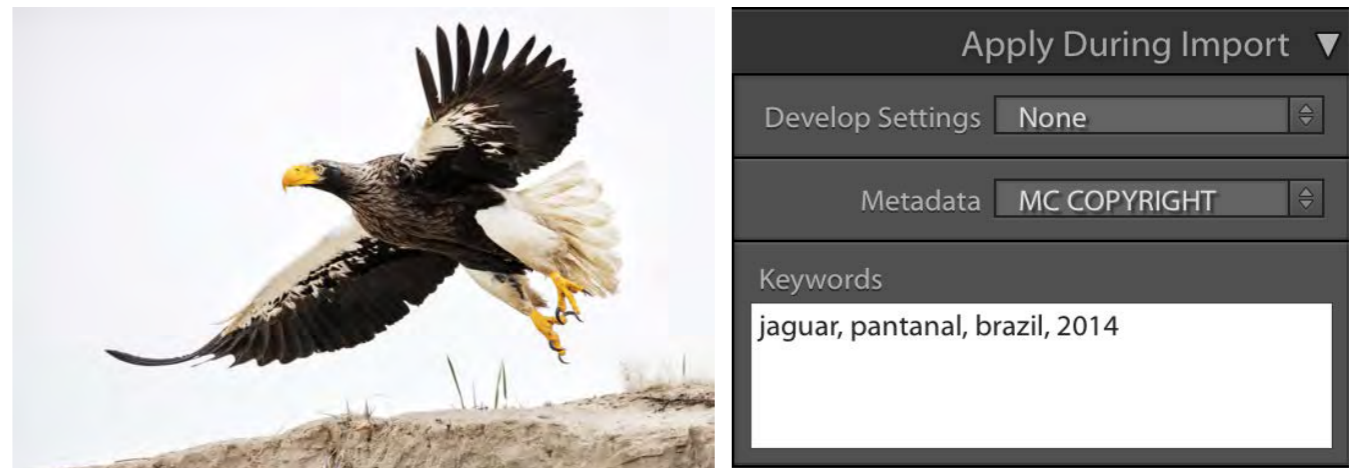 Apply During Import
Develop Settings None
Metadata MC COPYRIGHT
Keywords
jaguar, pantanal, brazil, 2014